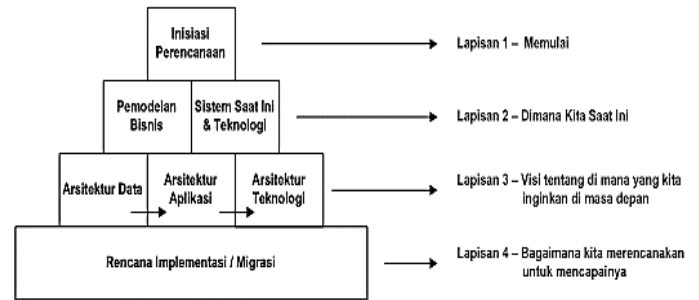 Inisiasi
Perencanaan
Lapisan 1 – Memulai
Pemodelan
Bisnis
Sistem Saat Ini
& Teknologi
Lapisan 2 – Dimana Kita Saat Ini
Arsitektur Data
Arsitektur
Aplikasi
Arsitektur
Teknologi
Lapisan 3 – Visi tentang di mana yang kita
inginkan di masa depan
Rencana Implementasi / Migrasi
Lapisan 4 – Bagaimana kita merencanakan
untuk mencapainya